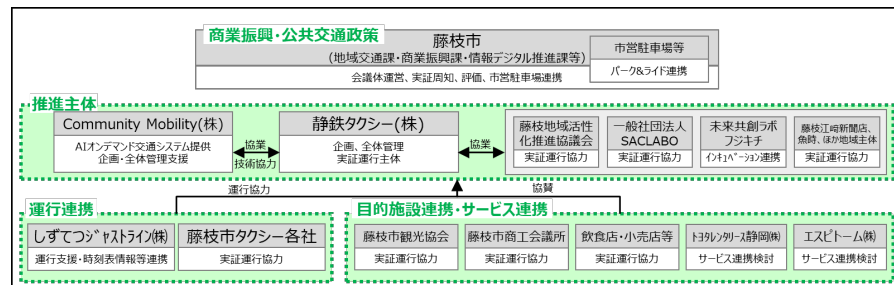 商業振興・公共交通政策
藤枝市
(地域交通課・商業振興課・情報デジタル推進課等)
会議体運営、実証周知、評価、市営駐車場連携
市営駐車場等
パーク&ライド連携
推進主体
Community Mobility(株)
AIオンデマンド交通システム提供
企画・全体管理支援
協業
技術協力
静鉄タクシー(株)
企画、全体管理
実証運行主体
協業
藤枝地域活性
化推進協議会
実証運行協力
一般社団法人
SACLABO
実証運行協力
未来共創ラボ
フジキチ
インキュベーション連携
藤枝江﨑新聞店、
魚時、ほか地域主体
実証運行協力
運行協力
協賛
運行連携
しずてつジャストライン(株)
運行支援・時刻表情報等連携
藤枝市タクシー各社
実証運行協力
目的施設連携・サービス連携
藤枝市観光協会
実証運行協力
藤枝市商工会議所
実証運行協力
飲食店・小売店等
実証運行協力
トヨタレンタリース静岡(株)
サービス連携検討
エスピトーム(株)
サービス連携検討